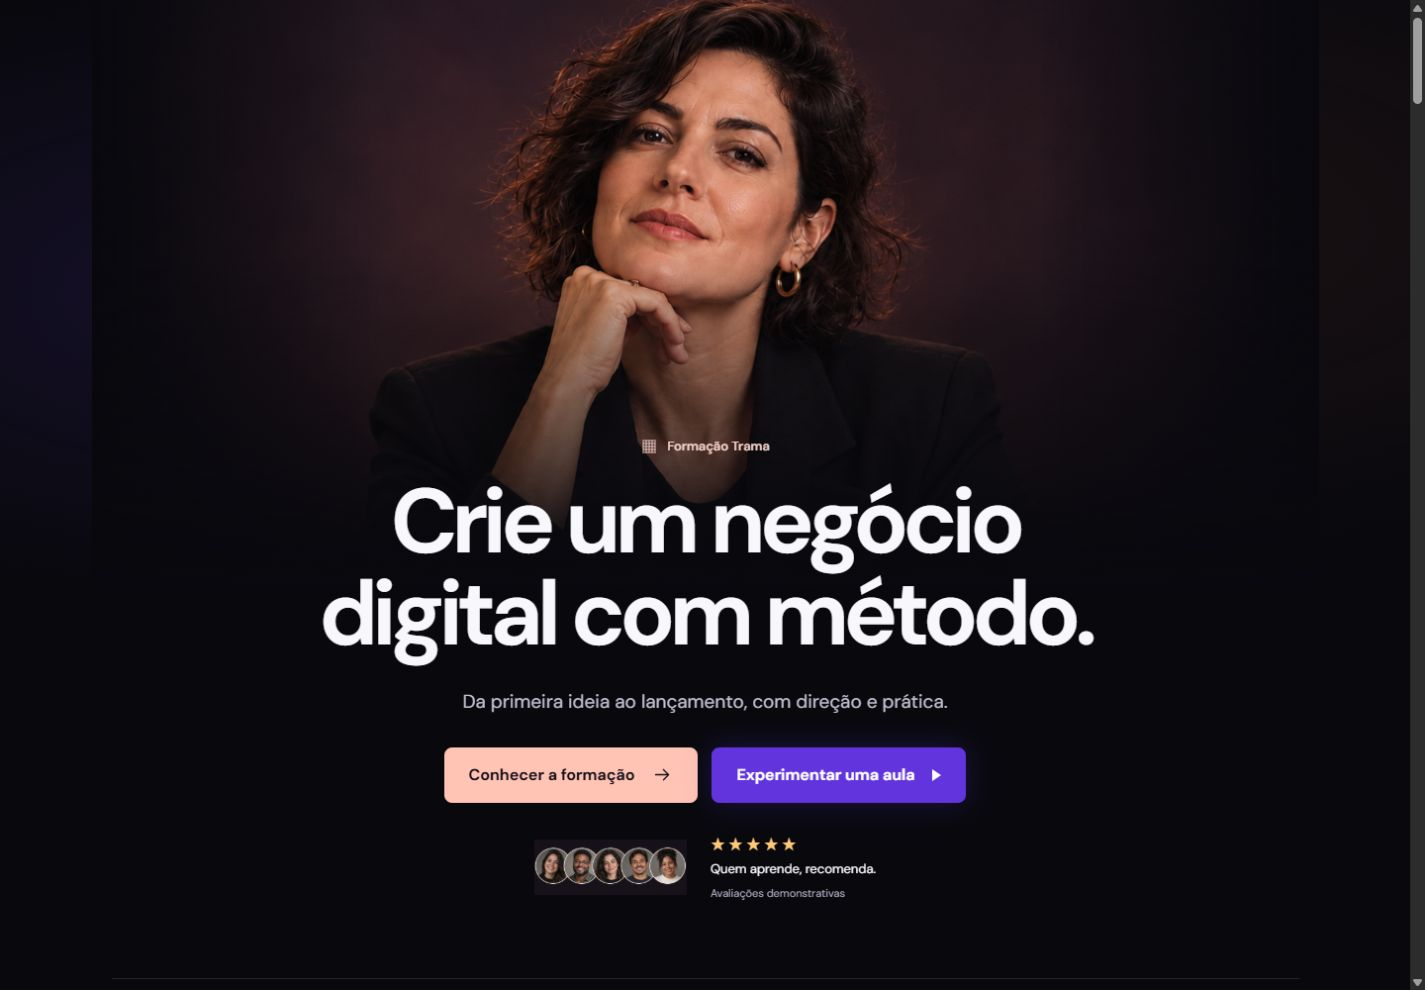 Formação Trama
Crie um negócio
digital com método.
Da primeira ideia ao lançamento, com direção e prática.
Conhecer a formação
Experimentar uma aula
Quem aprende, recomenda.
Avaliações demonstrativas